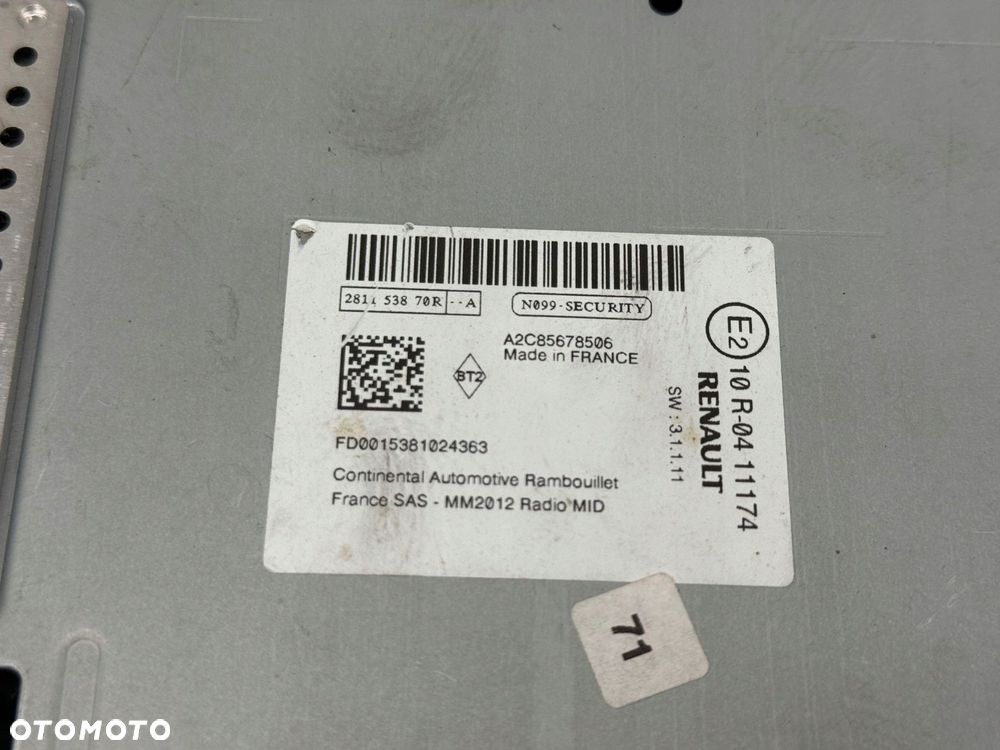 2811 538 70R --A
N099-SECURITY
A2C85678506
Made in FRANCE
BT2
FD0015381024363
Continental Automotive Rambouillet
France SAS - MM2012 Radio MID
E2
10 R-04 11174
RENAULT
SW : 3.1.1.11
71
OTOMOTO